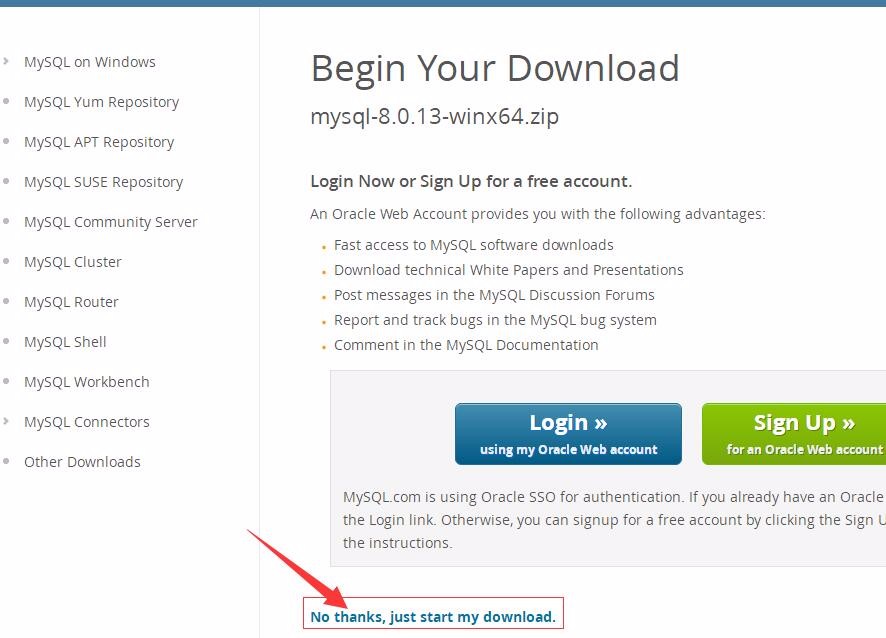 MySQL on Windows
MySQL Yum Repository
MySQL APT Repository
MySQL SUSE Repository
MySQL Community Server
MySQL Cluster
MySQL Router
MySQL Shell
MySQL Workbench
MySQL Connectors
Other Downloads
Begin Your Download
mysql-8.0.13-winx64.zip
Login Now or Sign Up for a free account.
An Oracle Web Account provides you with the following advantages:
Fast access to MySQL software downloads
Download technical White Papers and Presentations
Post messages in the MySQL Discussion Forums
Report and track bugs in the MySQL bug system
Comment in the MySQL Documentation
Login »
using my Oracle Web account
Sign Up »
for an Oracle Web account
MySQL.com is using Oracle SSO for authentication. If you already have an Oracle
the Login link. Otherwise, you can signup for a free account by clicking the Sign U
the instructions.
No thanks, just start my download.